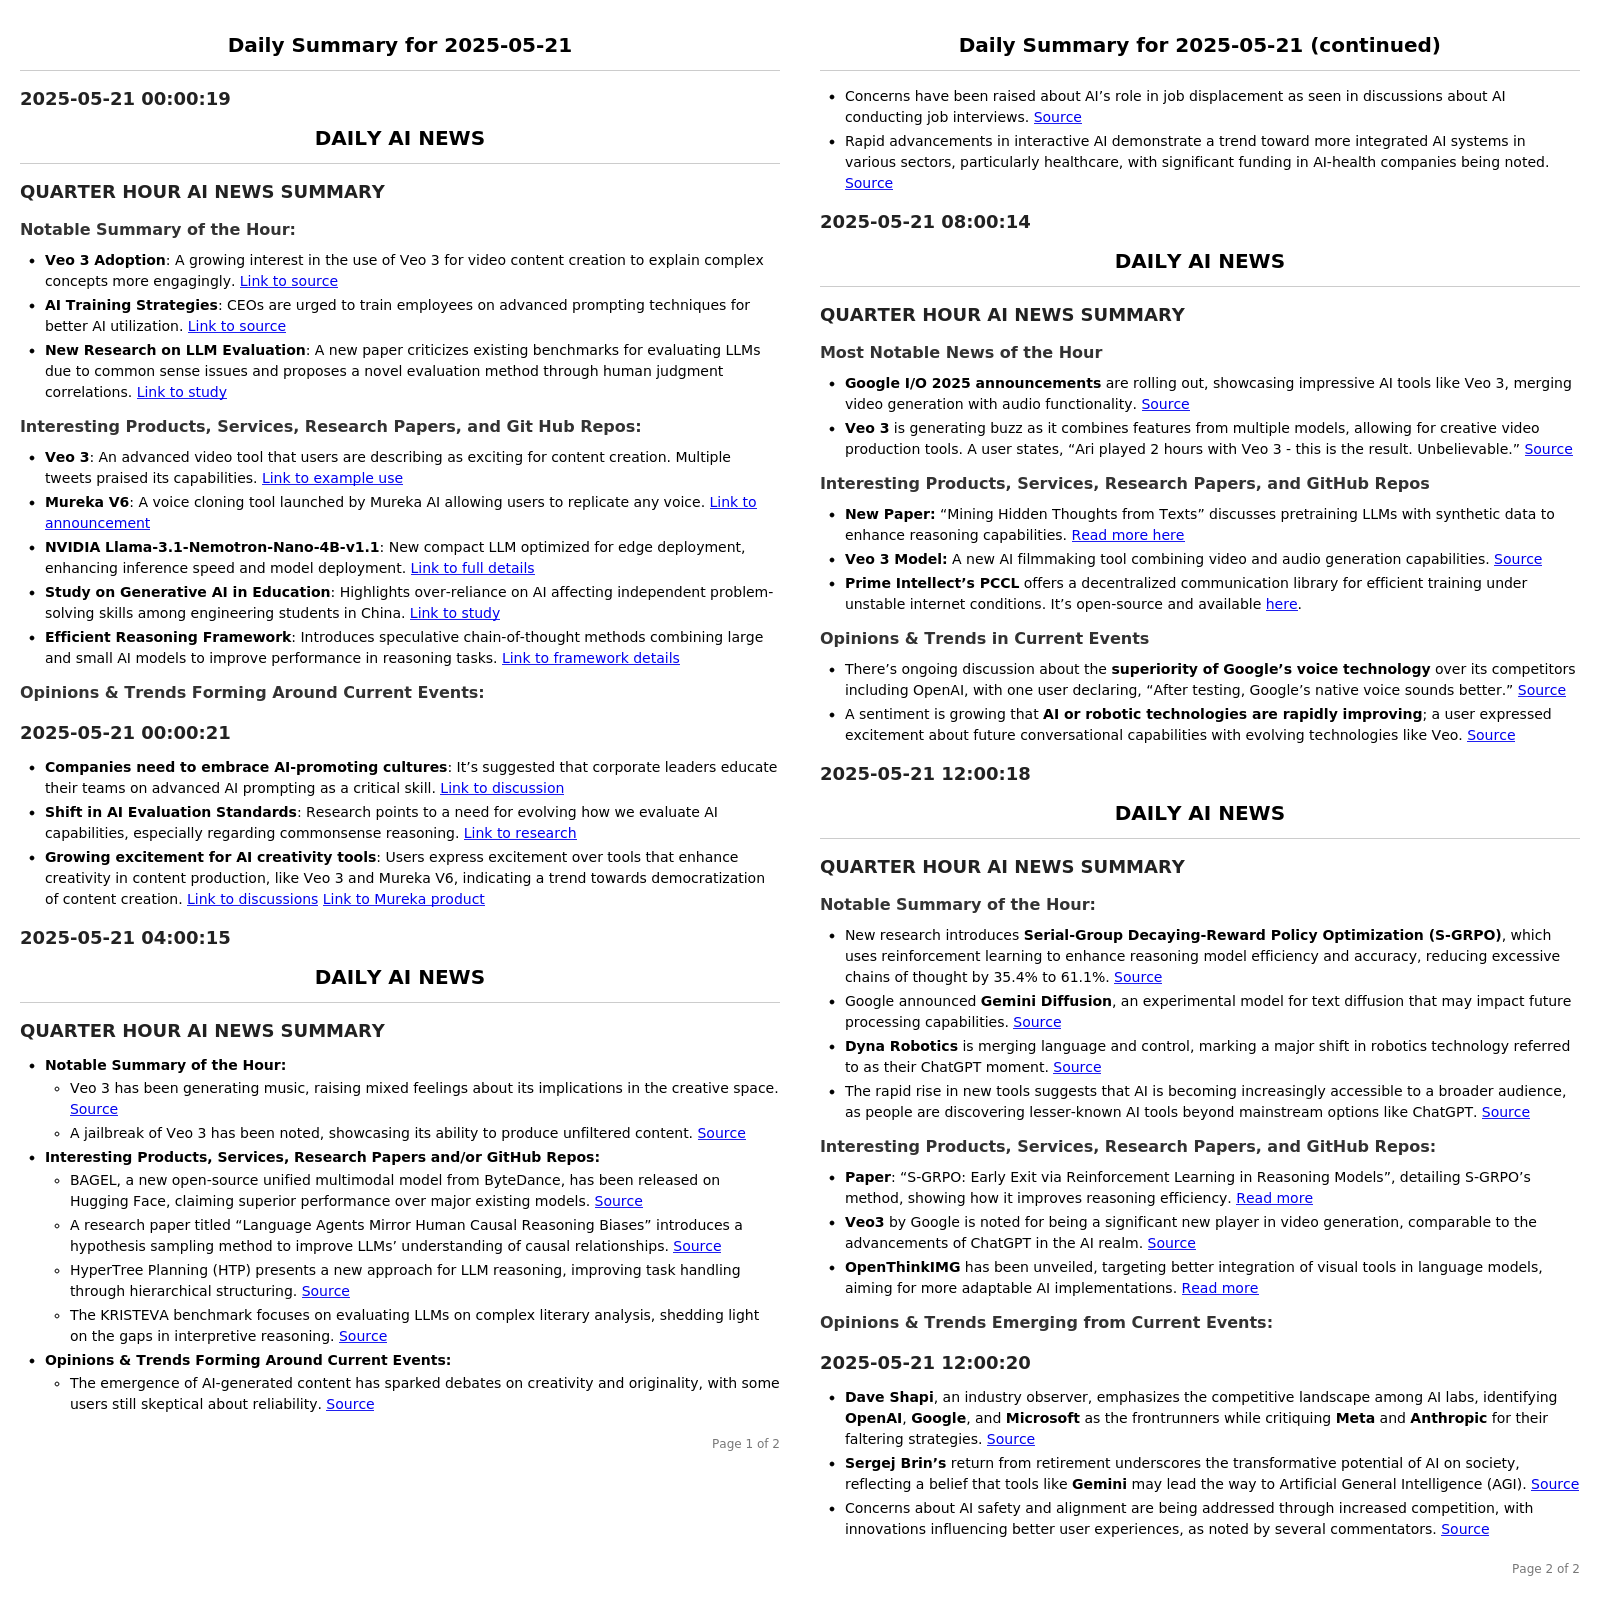 Daily Summary for 2025-05-21
2025-05-21 00:00:19
DAILY AI NEWS
QUARTER HOUR AI NEWS SUMMARY
Notable Summary of the Hour:
• Veo 3 Adoption: A growing interest in the use of Veo 3 for video content creation to explain complex
concepts more engagingly. Link to source
• AI Training Strategies: CEOs are urged to train employees on advanced prompting techniques for
better AI utilization. Link to source
• New Research on LLM Evaluation: A new paper criticizes existing benchmarks for evaluating LLMs
due to common sense issues and proposes a novel evaluation method through human judgment
correlations. Link to study
Interesting Products, Services, Research Papers, and Git Hub Repos:
• Veo 3: An advanced video tool that users are describing as exciting for content creation. Multiple
tweets praised its capabilities. Link to example use
• Mureka V6: A voice cloning tool launched by Mureka AI allowing users to replicate any voice. Link to
announcement
• NVIDIA Llama-3.1-Nemotron-Nano-4B-v1.1: New compact LLM optimized for edge deployment,
enhancing inference speed and model deployment. Link to full details
• Study on Generative AI in Education: Highlights over-reliance on AI affecting independent problem-
solving skills among engineering students in China. Link to study
• Efficient Reasoning Framework: Introduces speculative chain-of-thought methods combining large
and small AI models to improve performance in reasoning tasks. Link to framework details
Opinions & Trends Forming Around Current Events:
2025-05-21 00:00:21
• Companies need to embrace AI-promoting cultures: It’s suggested that corporate leaders educate
their teams on advanced AI prompting as a critical skill. Link to discussion
• Shift in AI Evaluation Standards: Research points to a need for evolving how we evaluate AI
capabilities, especially regarding commonsense reasoning. Link to research
• Growing excitement for AI creativity tools: Users express excitement over tools that enhance
creativity in content production, like Veo 3 and Mureka V6, indicating a trend towards democratization
of content creation. Link to discussions Link to Mureka product
2025-05-21 04:00:15
DAILY AI NEWS
QUARTER HOUR AI NEWS SUMMARY
• Notable Summary of the Hour:
◦ Veo 3 has been generating music, raising mixed feelings about its implications in the creative space.
Source
◦ A jailbreak of Veo 3 has been noted, showcasing its ability to produce unfiltered content. Source
• Interesting Products, Services, Research Papers and/or GitHub Repos:
◦ BAGEL, a new open-source unified multimodal model from ByteDance, has been released on
Hugging Face, claiming superior performance over major existing models. Source
◦ A research paper titled “Language Agents Mirror Human Causal Reasoning Biases” introduces a
hypothesis sampling method to improve LLMs’ understanding of causal relationships. Source
◦ HyperTree Planning (HTP) presents a new approach for LLM reasoning, improving task handling
through hierarchical structuring. Source
◦ The KRISTEVA benchmark focuses on evaluating LLMs on complex literary analysis, shedding light
on the gaps in interpretive reasoning. Source
• Opinions & Trends Forming Around Current Events:
◦ The emergence of AI-generated content has sparked debates on creativity and originality, with some
users still skeptical about reliability. Source
Page 1 of 2
Daily Summary for 2025-05-21 (continued)
• Concerns have been raised about AI’s role in job displacement as seen in discussions about AI
conducting job interviews. Source
• Rapid advancements in interactive AI demonstrate a trend toward more integrated AI systems in
various sectors, particularly healthcare, with significant funding in AI-health companies being noted.
Source
2025-05-21 08:00:14
DAILY AI NEWS
QUARTER HOUR AI NEWS SUMMARY
Most Notable News of the Hour
• Google I/O 2025 announcements are rolling out, showcasing impressive AI tools like Veo 3, merging
video generation with audio functionality. Source
• Veo 3 is generating buzz as it combines features from multiple models, allowing for creative video
production tools. A user states, “Ari played 2 hours with Veo 3 - this is the result. Unbelievable.” Source
Interesting Products, Services, Research Papers, and GitHub Repos
• New Paper: “Mining Hidden Thoughts from Texts” discusses pretraining LLMs with synthetic data to
enhance reasoning capabilities. Read more here
• Veo 3 Model: A new AI filmmaking tool combining video and audio generation capabilities. Source
• Prime Intellect’s PCCL offers a decentralized communication library for efficient training under
unstable internet conditions. It’s open-source and available here.
Opinions & Trends in Current Events
• There’s ongoing discussion about the superiority of Google’s voice technology over its competitors
including OpenAI, with one user declaring, “After testing, Google’s native voice sounds better.” Source
• A sentiment is growing that AI or robotic technologies are rapidly improving; a user expressed
excitement about future conversational capabilities with evolving technologies like Veo. Source
2025-05-21 12:00:18
DAILY AI NEWS
QUARTER HOUR AI NEWS SUMMARY
Notable Summary of the Hour:
• New research introduces Serial-Group Decaying-Reward Policy Optimization (S-GRPO), which
uses reinforcement learning to enhance reasoning model efficiency and accuracy, reducing excessive
chains of thought by 35.4% to 61.1%. Source
• Google announced Gemini Diffusion, an experimental model for text diffusion that may impact future
processing capabilities. Source
• Dyna Robotics is merging language and control, marking a major shift in robotics technology referred
to as their ChatGPT moment. Source
• The rapid rise in new tools suggests that AI is becoming increasingly accessible to a broader audience,
as people are discovering lesser-known AI tools beyond mainstream options like ChatGPT. Source
Interesting Products, Services, Research Papers, and GitHub Repos:
• Paper: “S-GRPO: Early Exit via Reinforcement Learning in Reasoning Models”, detailing S-GRPO’s
method, showing how it improves reasoning efficiency. Read more
• Veo3 by Google is noted for being a significant new player in video generation, comparable to the
advancements of ChatGPT in the AI realm. Source
• OpenThinkIMG has been unveiled, targeting better integration of visual tools in language models,
aiming for more adaptable AI implementations. Read more
Opinions & Trends Emerging from Current Events:
2025-05-21 12:00:20
• Dave Shapi, an industry observer, emphasizes the competitive landscape among AI labs, identifying
OpenAI, Google, and Microsoft as the frontrunners while critiquing Meta and Anthropic for their
faltering strategies. Source
• Sergej Brin’s return from retirement underscores the transformative potential of AI on society,
reflecting a belief that tools like Gemini may lead the way to Artificial General Intelligence (AGI). Source
• Concerns about AI safety and alignment are being addressed through increased competition, with
innovations influencing better user experiences, as noted by several commentators. Source
Page 2 of 2